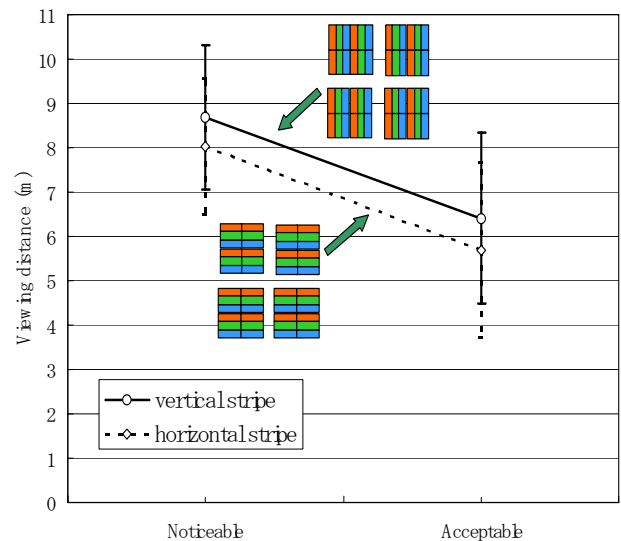 11
10
9
8
7
6
5
4
3
2
1
0
Viewing distance (m)
vertical stripe
horizontal stripe
Noticeable
Acceptable